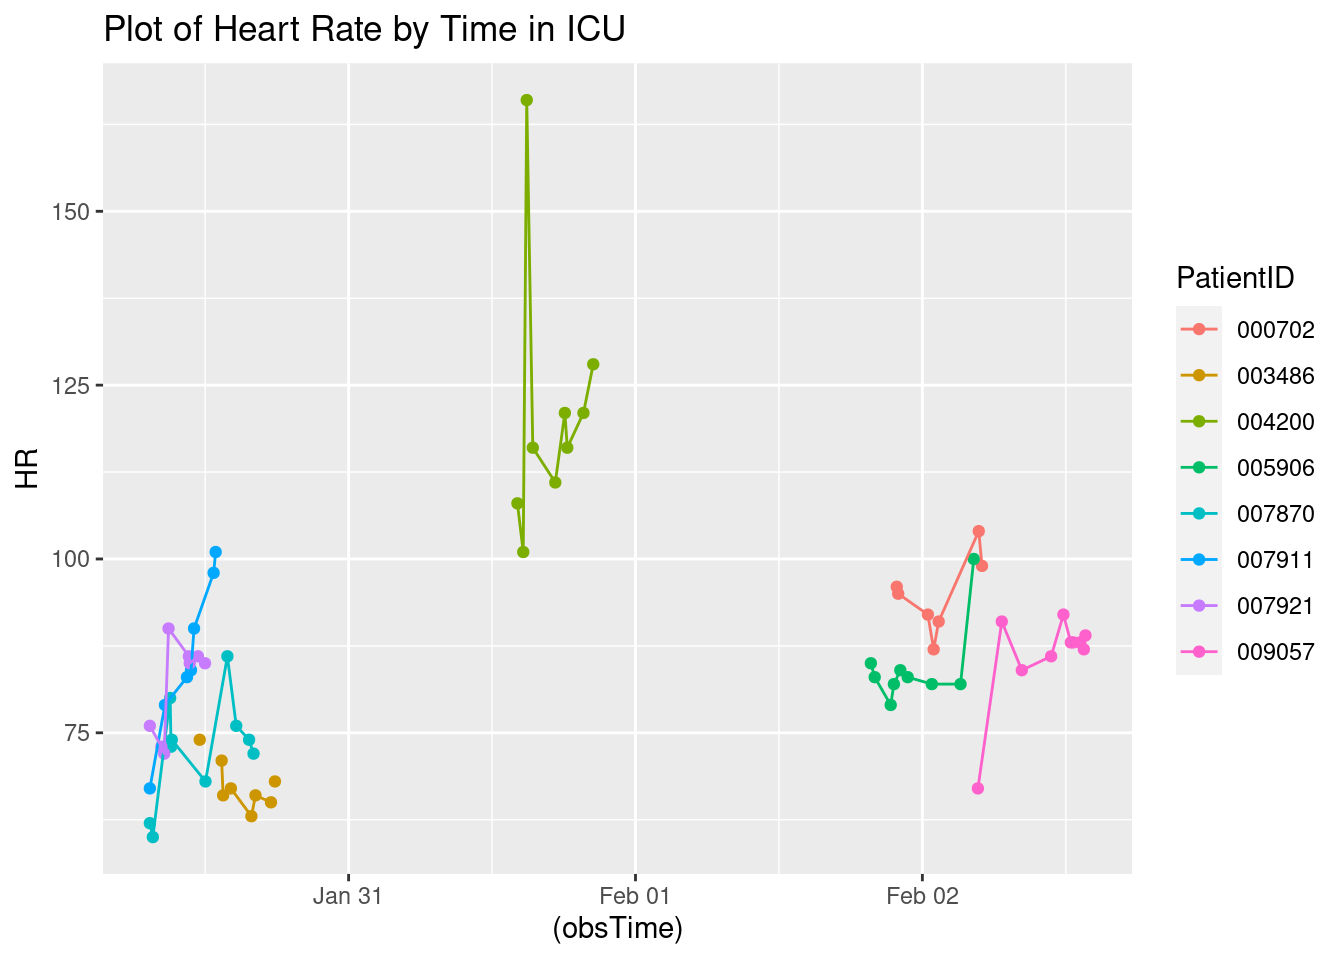 Plot of Heart Rate by Time in ICU
HR
150
125
100
75
Jan 31
Feb 01
Feb 02
(obsTime)
PatientID
000702
003486
004200
005906
007870
007911
007921
009057